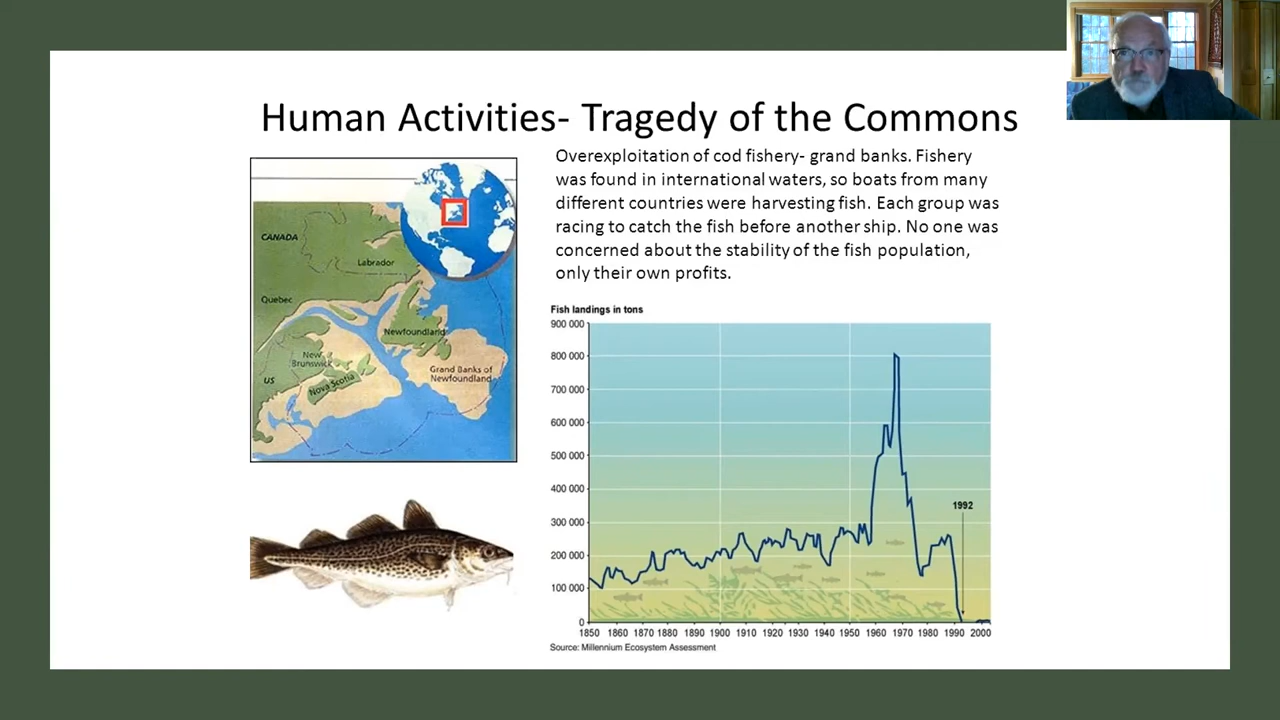 Human Activities- Tragedy of the Commons
Overexploitation of cod fishery- grand banks. Fishery
was found in international waters, so boats from many
different countries were harvesting fish. Each group was
racing to catch the fish before another ship. No one was
concerned about the stability of the fish population,
only their own profits.
CANADA
Labrador
Quebec
Newfoundland
New
Brunswick
Grand Banks of
Newfoundland
US
Nova Scotia
Fish landings in tons
900 000
800 000
700 000
600 000
500 000
400 000
300 000
200 000
100 000
0
1992
1850 1860 1870 1880 1890 1900 1910 1920 1930 1940 1950 1960 1970 1980 1990 2000
Source: Millennium Ecosystem Assessment